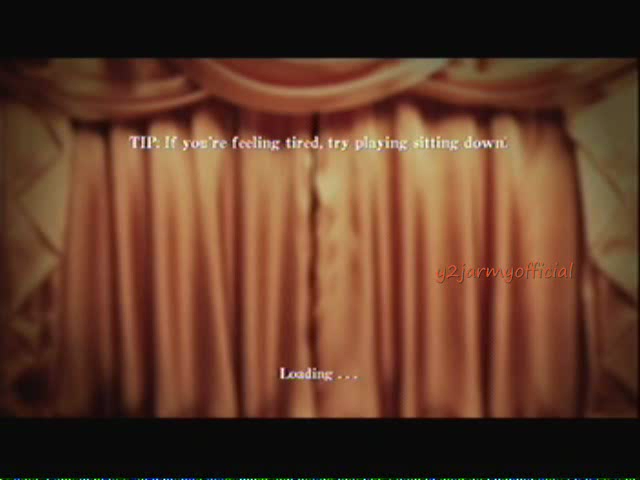 TIP: If you're feeling tired, try playing sitting down!
y2jarmyofficial
Loading . . .